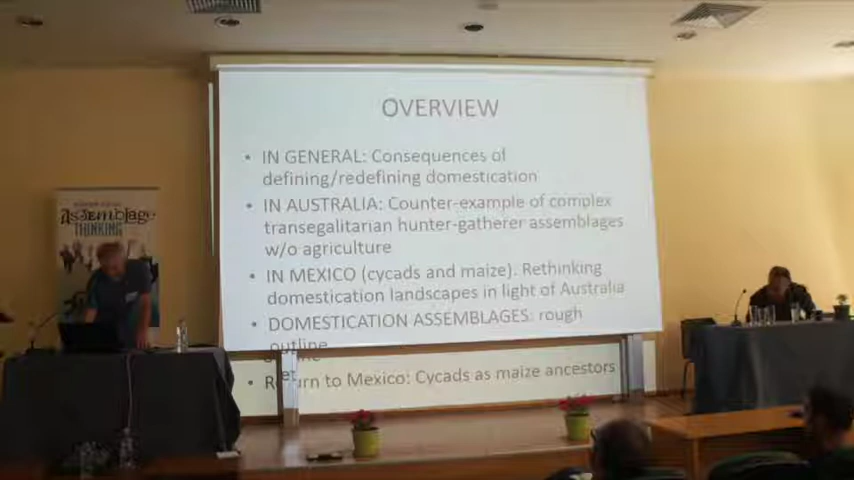 OVERVIEW
• IN GENERAL: Consequences of
defining/redefining domestication
• IN AUSTRALIA: Counter-example of complex
transegalitarian hunter-gatherer assemblages
w/o agriculture
• IN MEXICO (cycads and maize). Rethinking
domestication landscapes in light of Australia
• DOMESTICATION ASSEMBLAGES: rough
outline
• Return to Mexico: Cycads as maize ancestors
Assemblage
THINKING